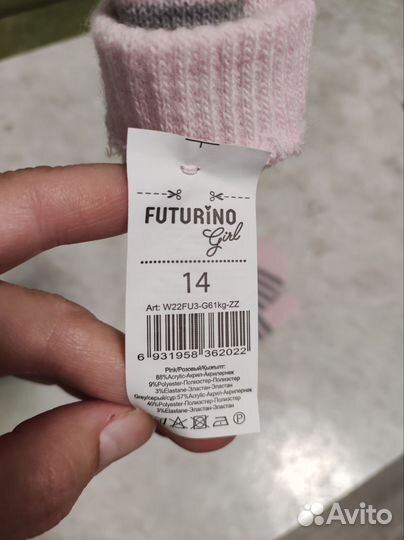 FUTURINO
Girl
14
Art: W22FU3-G61kg-ZZ
6 931958 362022
Pink/Розовый/Қызғылт:
88%Acrylic-Акрил-Акрилернек
9%Polyester-Полиэстер-Полиэстер
3%Elastane-Эластан-Эластан
Grey/серый/сұр:57%Acrylic-Акрил-Акрилернек
40%Polyester-Полиэстер-Полиэстер
3%Elastane-Эластан-Эластан
Avito